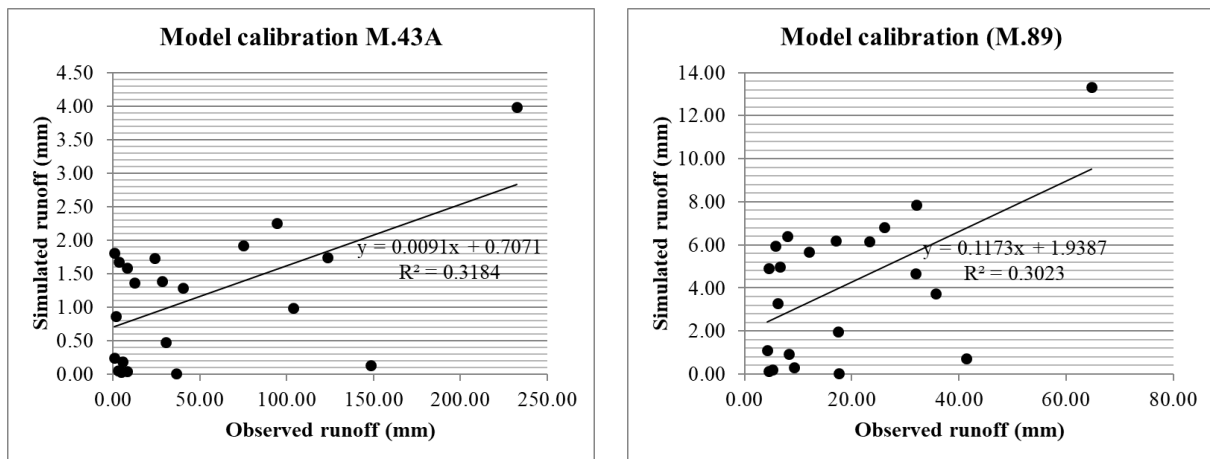 Model calibration M.43A
4.50
4.00
3.50
3.00
2.50
2.00
1.50
1.00
0.50
0.00
Simulated runoff (mm)
y = 0.0091x + 0.7071
R² = 0.3184
0.00 50.00 100.00 150.00 200.00 250.00
Observed runoff (mm)
Model calibration (M.89)
14.00
12.00
10.00
8.00
6.00
4.00
2.00
0.00
Simulated runoff (mm)
y = 0.1173x + 1.9387
R² = 0.3023
0.00 20.00 40.00 60.00 80.00
Observed runoff (mm)